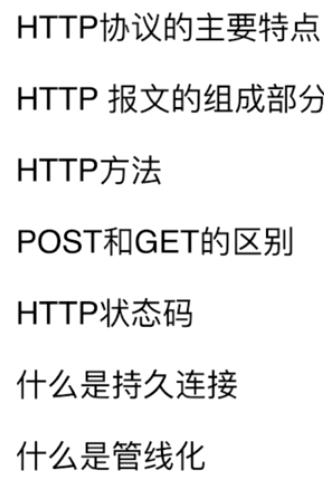 HTTP协议的主要特点
HTTP 报文的组成部分
HTTP方法
POST和GET的区别
HTTP状态码
什么是持久连接
什么是管线化